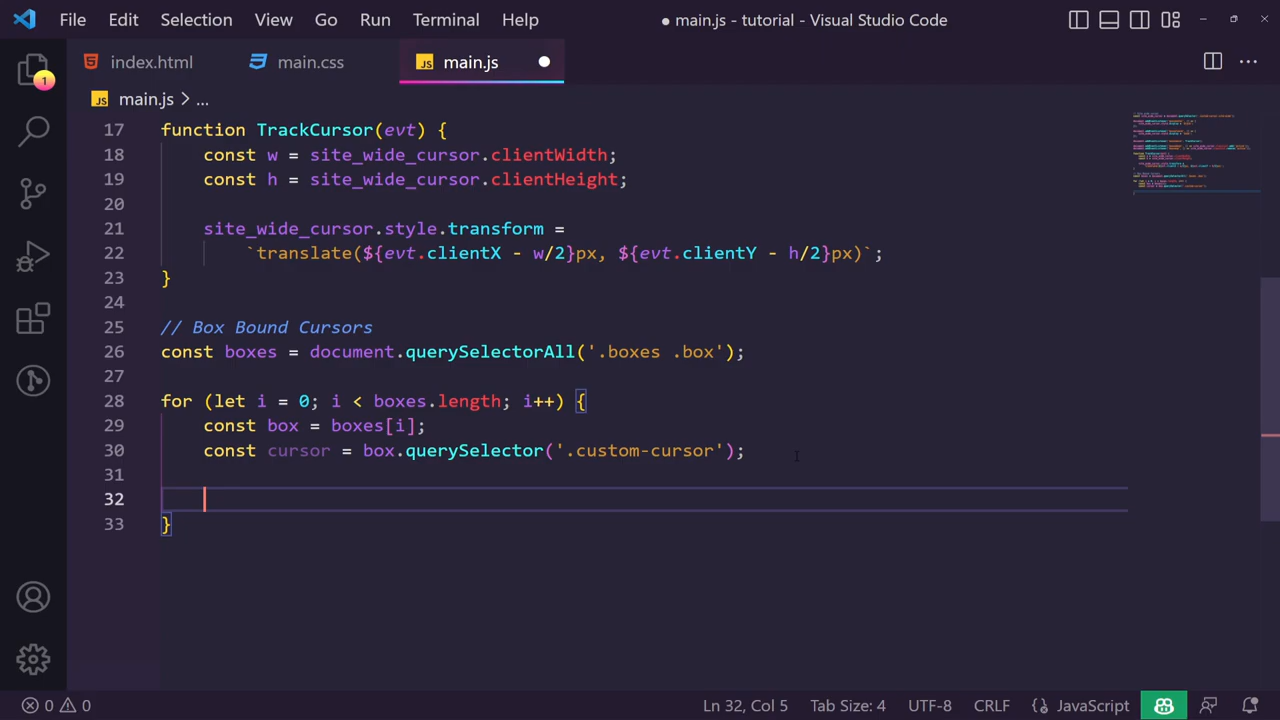 File Edit Selection View Go Run Terminal Help ● main.js - tutorial - Visual Studio Code
index.html main.css JS main.js
1
JS main.js > ...
17 function TrackCursor(evt) {
18 const w = site_wide_cursor.clientWidth;
19 const h = site_wide_cursor.clientHeight;
20
21 site_wide_cursor.style.transform =
22 `translate(${evt.clientX - w/2}px, ${evt.clientY - h/2}px)`;
23 }
24
25 // Box Bound Cursors
26 const boxes = document.querySelectorAll('.boxes .box');
27
28 for (let i = 0; i < boxes.length; i++) {
29 const box = boxes[i];
30 const cursor = box.querySelector('.custom-cursor');
31
32
33 }
0 0 Ln 32, Col 5 Tab Size: 4 UTF-8 CRLF {} JavaScript